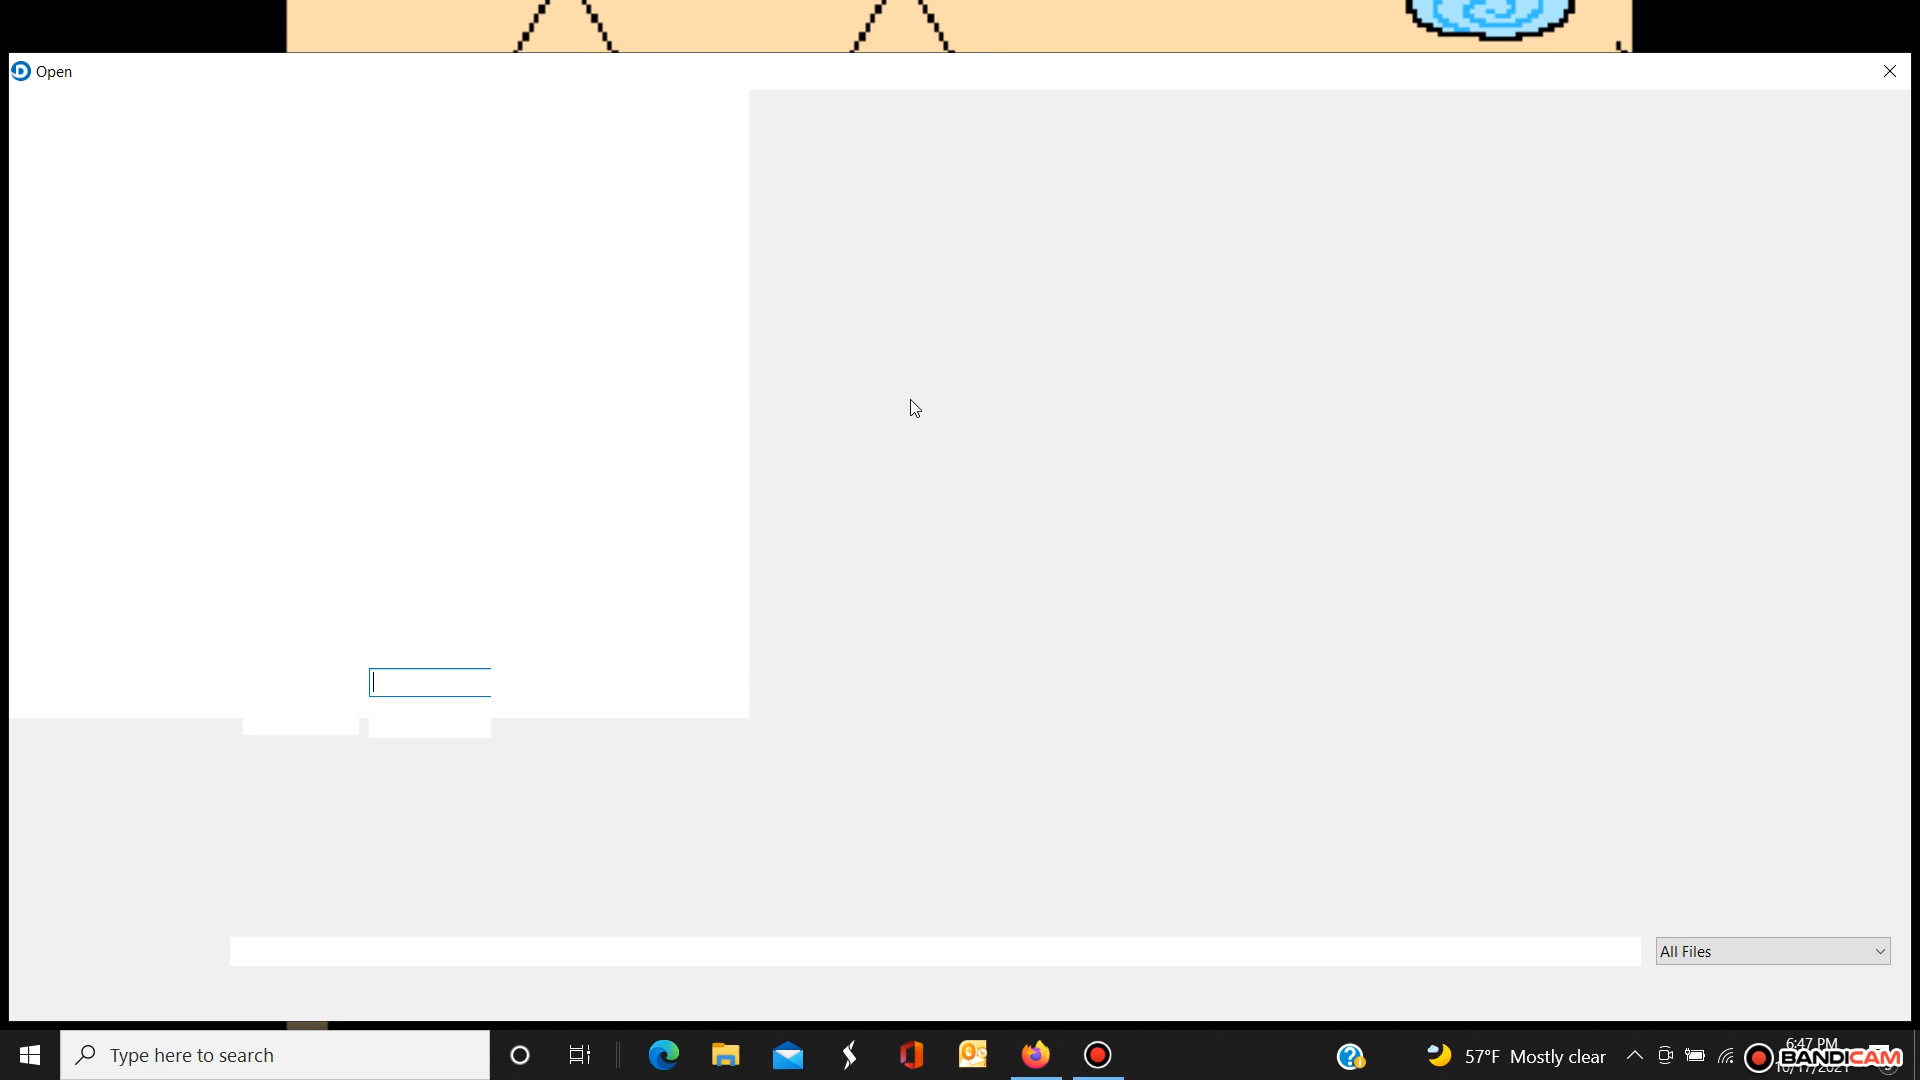 Open
All Files
Type here to search
57°F Mostly clear
6:47 PM
BANDICAM